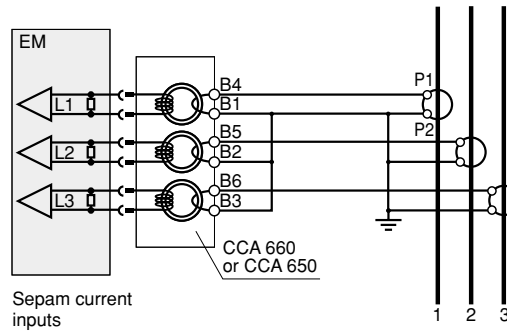 EM
B4
P1
L1
B1
B5
P2
L2
B2
B6
L3
B3
CCA 660
or CCA 650
Sepam current
inputs
1 2 3